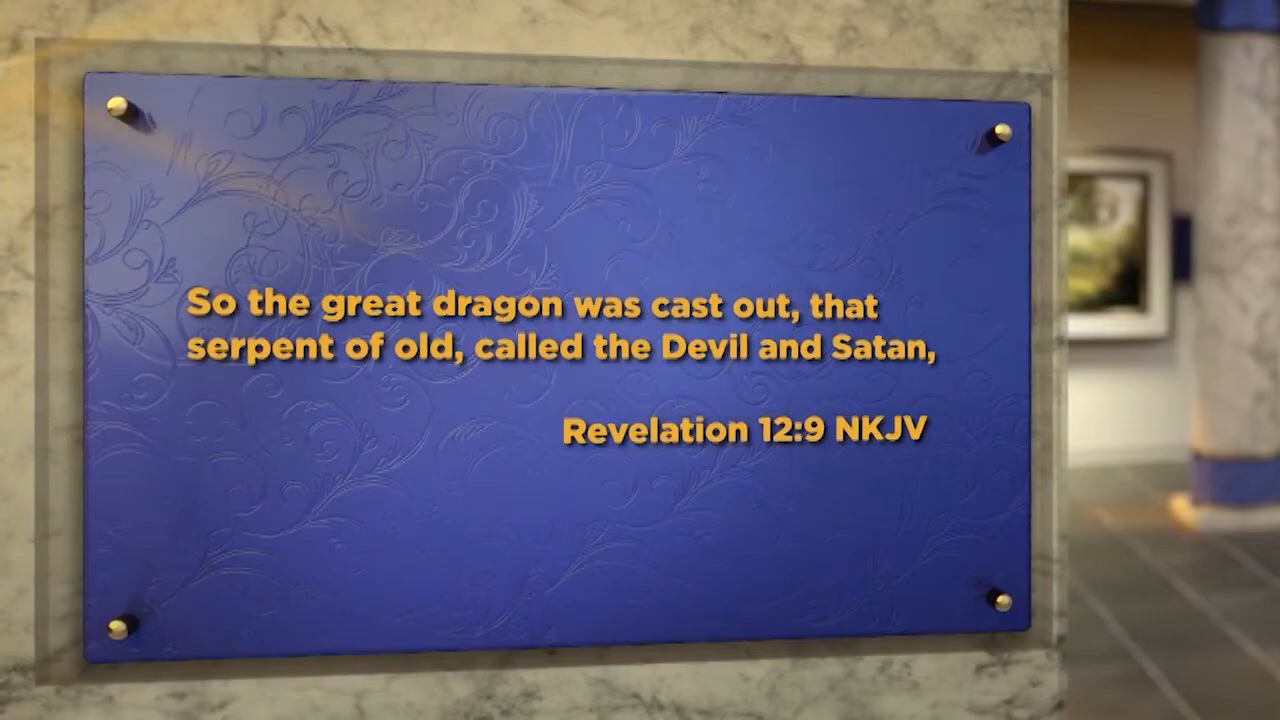 So the great dragon was cast out, that
serpent of old, called the Devil and Satan,
Revelation 12:9 NKJV